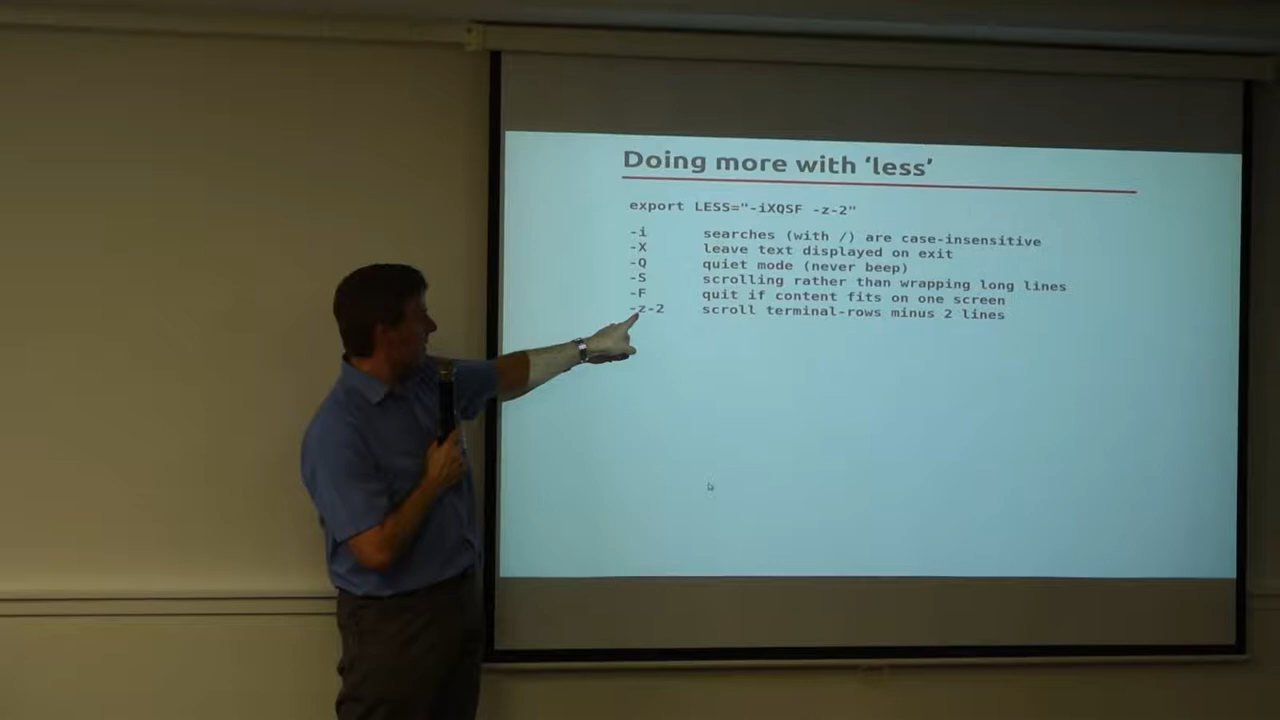 Doing more with ‘less’
export LESS="-iXQSF -z-2"
-i searches (with /) are case-insensitive
-X leave text displayed on exit
-Q quiet mode (never beep)
-S scrolling rather than wrapping long lines
-F quit if content fits on one screen
-z-2 scroll terminal-rows minus 2 lines